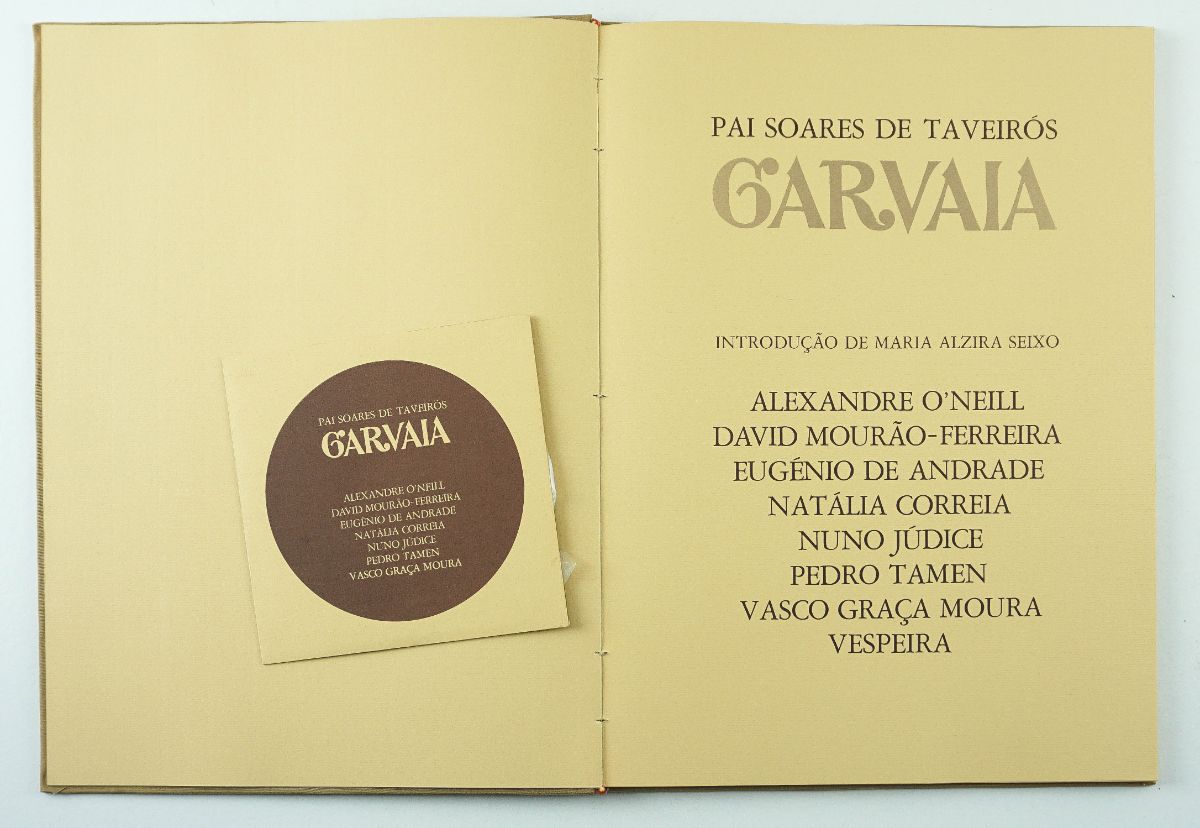 PAI SOARES DE TAVEIRÓS
GARVAIA
ALEXANDRE O'NEILL
DAVID MOURÃO-FERREIRA
EUGÉNIO DE ANDRADE
NATÁLIA CORREIA
NUNO JÚDICE
PEDRO TAMEN
VASCO GRAÇA MOURA
PAI SOARES DE TAVEIRÓS
GARVAIA
INTRODUÇÃO DE MARIA ALZIRA SEIXO
ALEXANDRE O'NEILL
DAVID MOURÃO-FERREIRA
EUGÉNIO DE ANDRADE
NATÁLIA CORREIA
NUNO JÚDICE
PEDRO TAMEN
VASCO GRAÇA MOURA
VESPEIRA